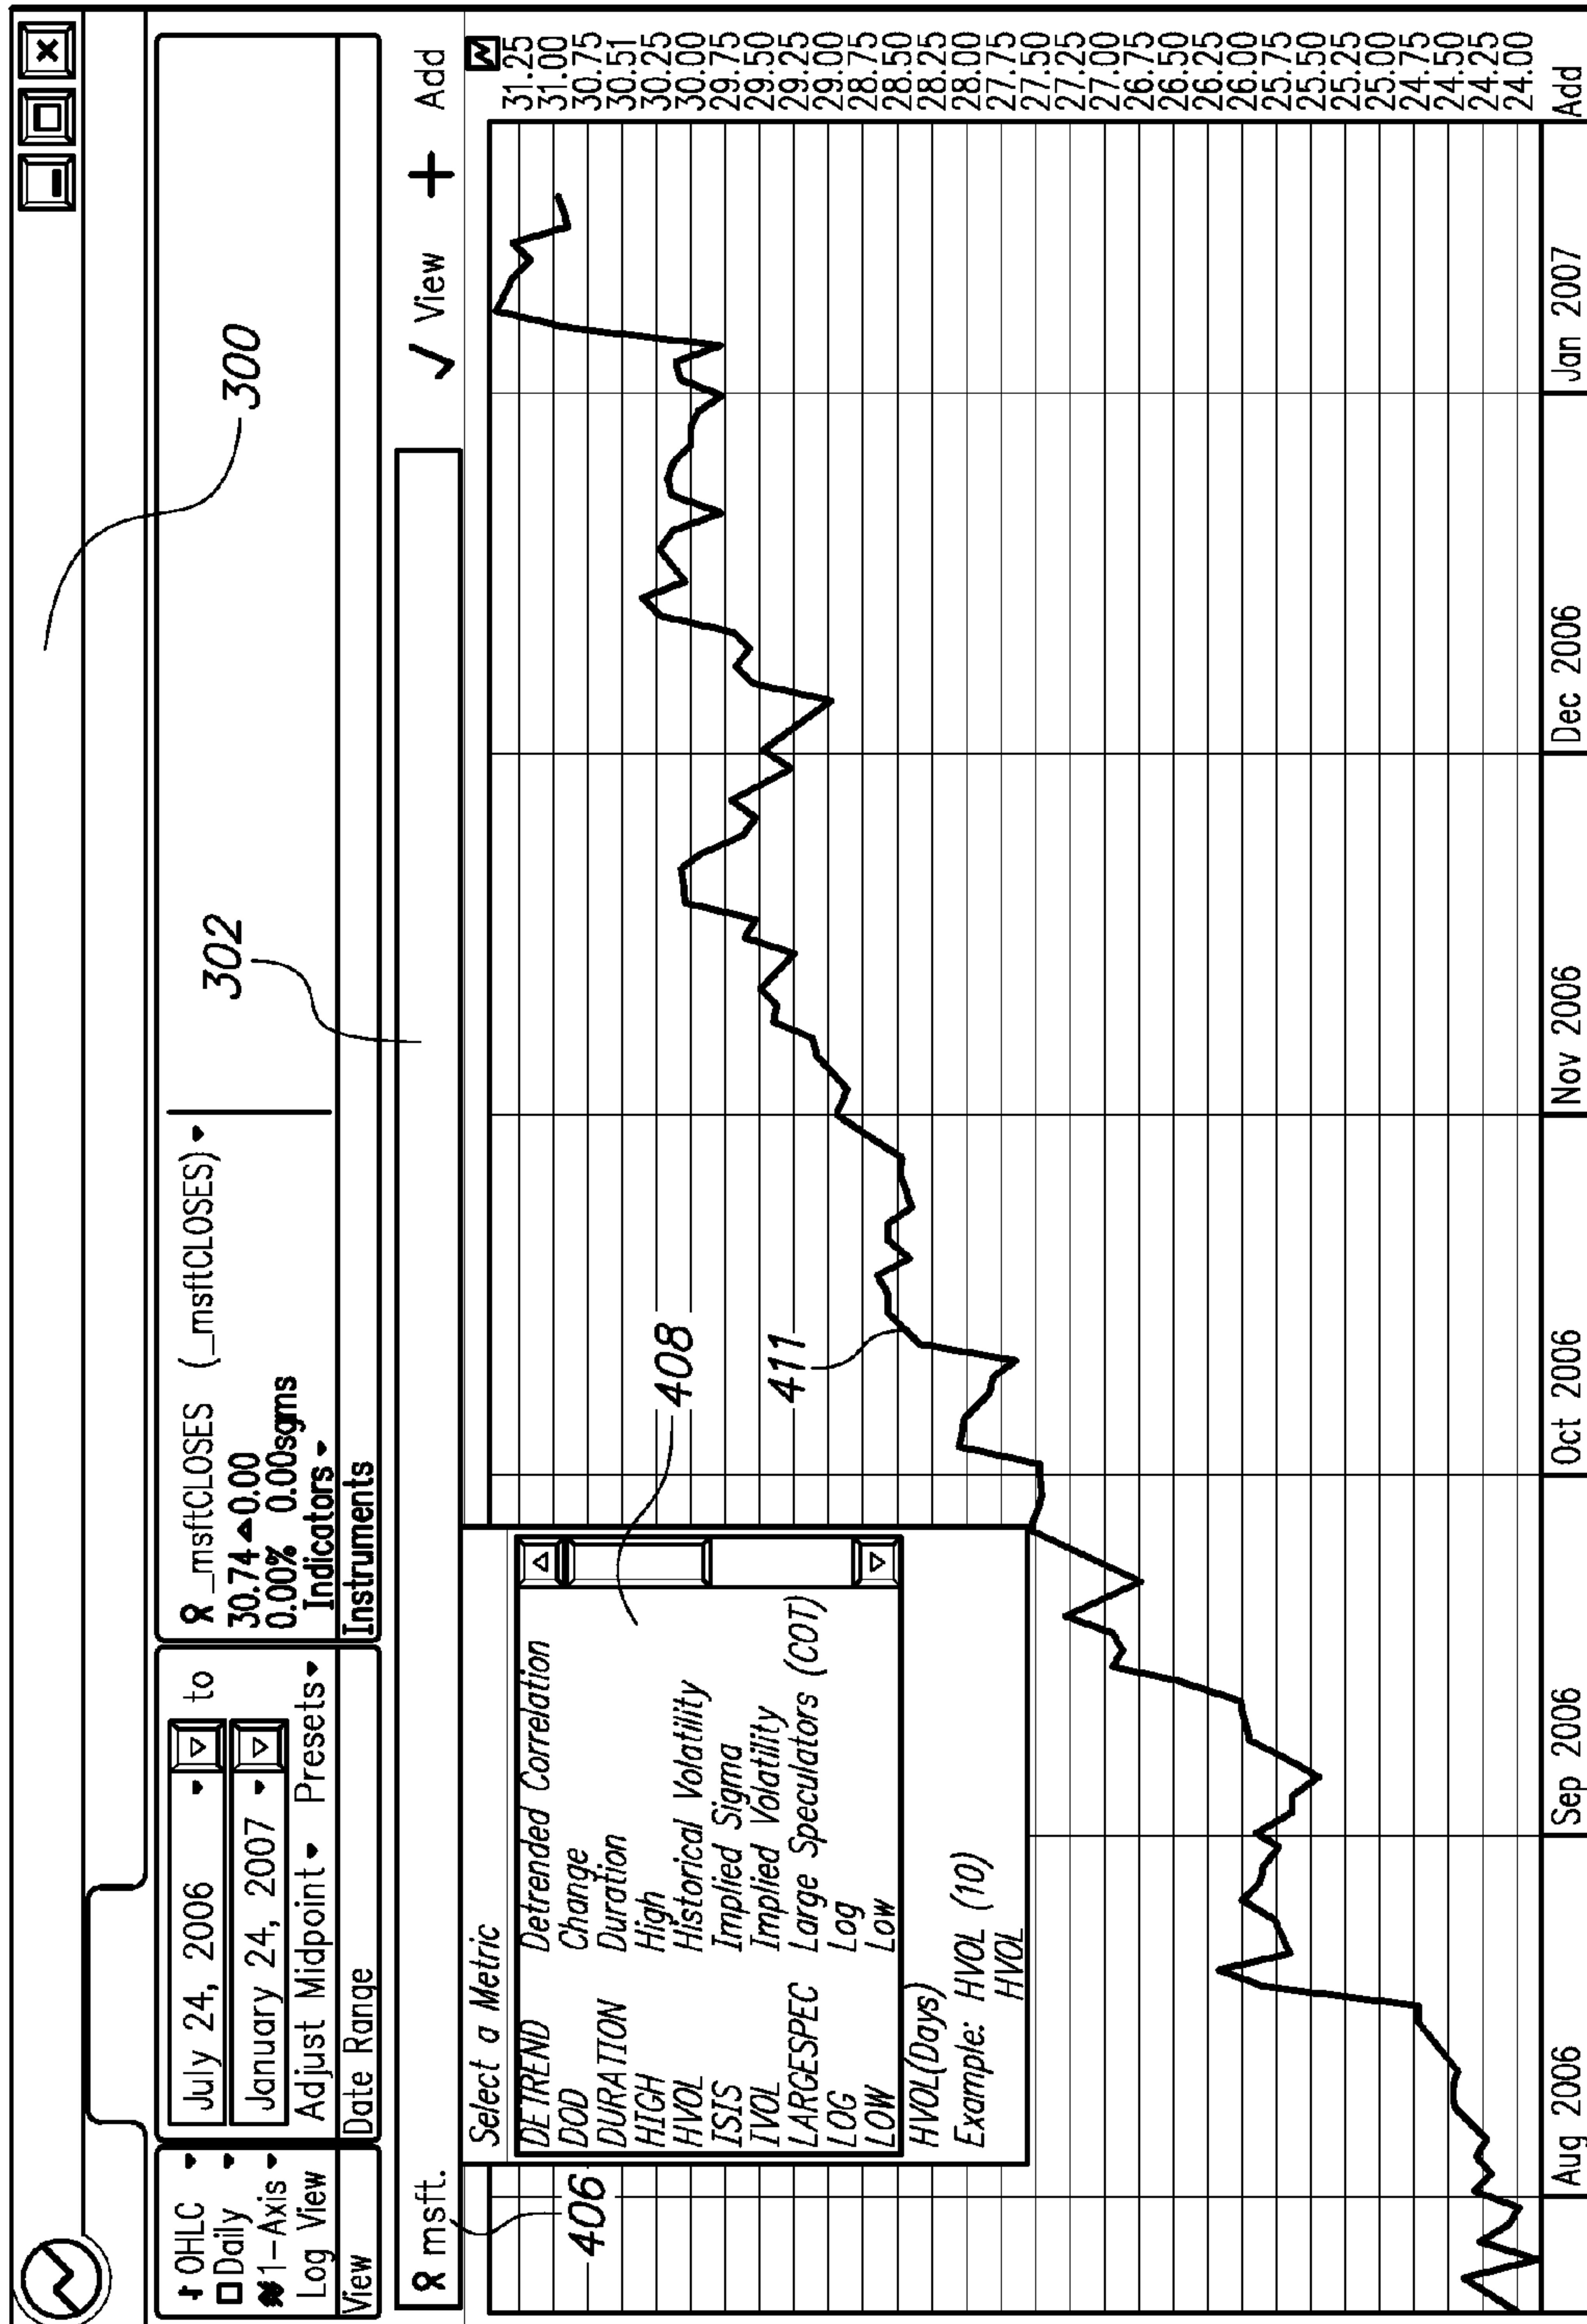 300
OHLC
Daily
1-Axis
Log View
View
July 24, 2006 to
January 24, 2007
Adjust Midpoint Presets
Date Range
_msftCLOSES (_msftCLOSES)
30.74 0.00
0.00% 0.00sgms
Indicators
Instruments
302
msft.
√ View + Add
406
Select a Metric
DETREND Detrended Correlation
DOD Change
DURATION Duration
HIGH High
HVOL Historical Volatility
ISIS Implied Sigma
IVOL Implied Volatility
LARGESPEC Large Speculators (COT)
LOG Log
LOW Low
HVOL(Days)
Example: HVOL (10)
HVOL
408
411
31.25
31.00
30.75
30.51
30.25
30.00
29.75
29.50
29.25
29.00
28.75
28.50
28.25
28.00
27.75
27.50
27.25
27.00
26.75
26.50
26.25
26.00
25.75
25.50
25.25
25.00
24.75
24.50
24.25
24.00
Aug 2006 Sep 2006 Oct 2006 Nov 2006 Dec 2006 Jan 2007 Add